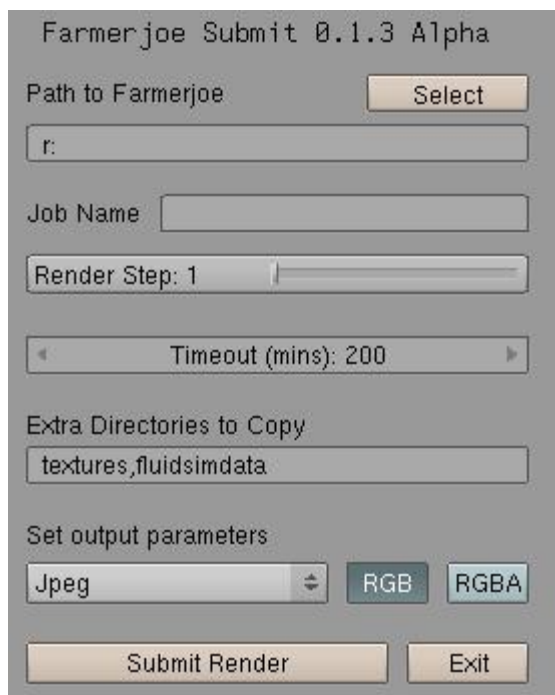 Farmerjoe Submit 0.1.3 Alpha
Path to Farmerjoe Select
r:
Job Name
Render Step: 1
Timeout (mins): 200
Extra Directories to Copy
textures,fluidsimdata
Set output parameters
Jpeg RGB RGBA
Submit Render Exit